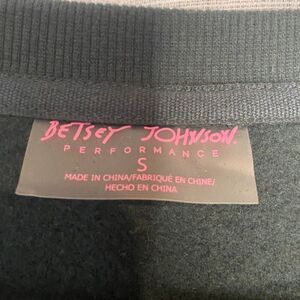 BETSEY JOHNSON.
PERFORMANCE
S
MADE IN CHINA/FABRIQUÉ EN CHINE/
HECHO EN CHINA